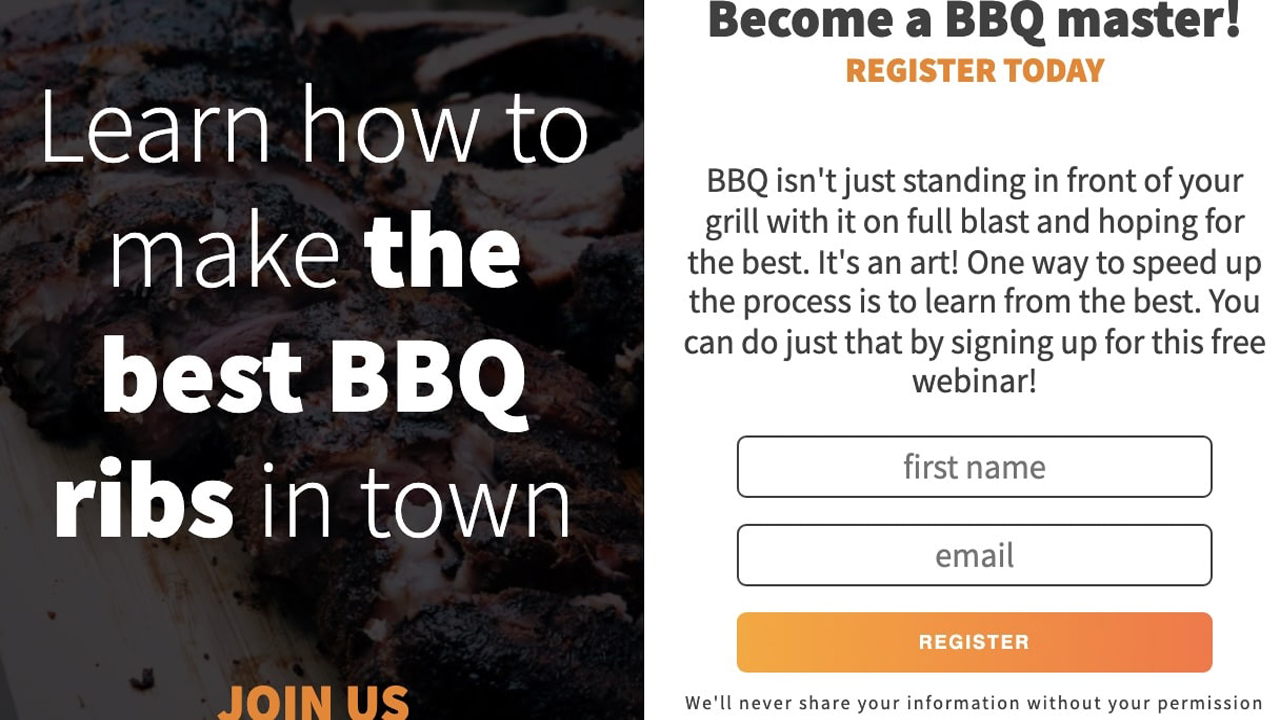 Learn how to
make the
best BBQ
ribs in town
JOIN US
Become a BBQ master!
REGISTER TODAY
BBQ isn't just standing in front of your
grill with it on full blast and hoping for
the best. It's an art! One way to speed up
the process is to learn from the best. You
can do just that by signing up for this free
webinar!
first name
email
REGISTER
We'll never share your information without your permission